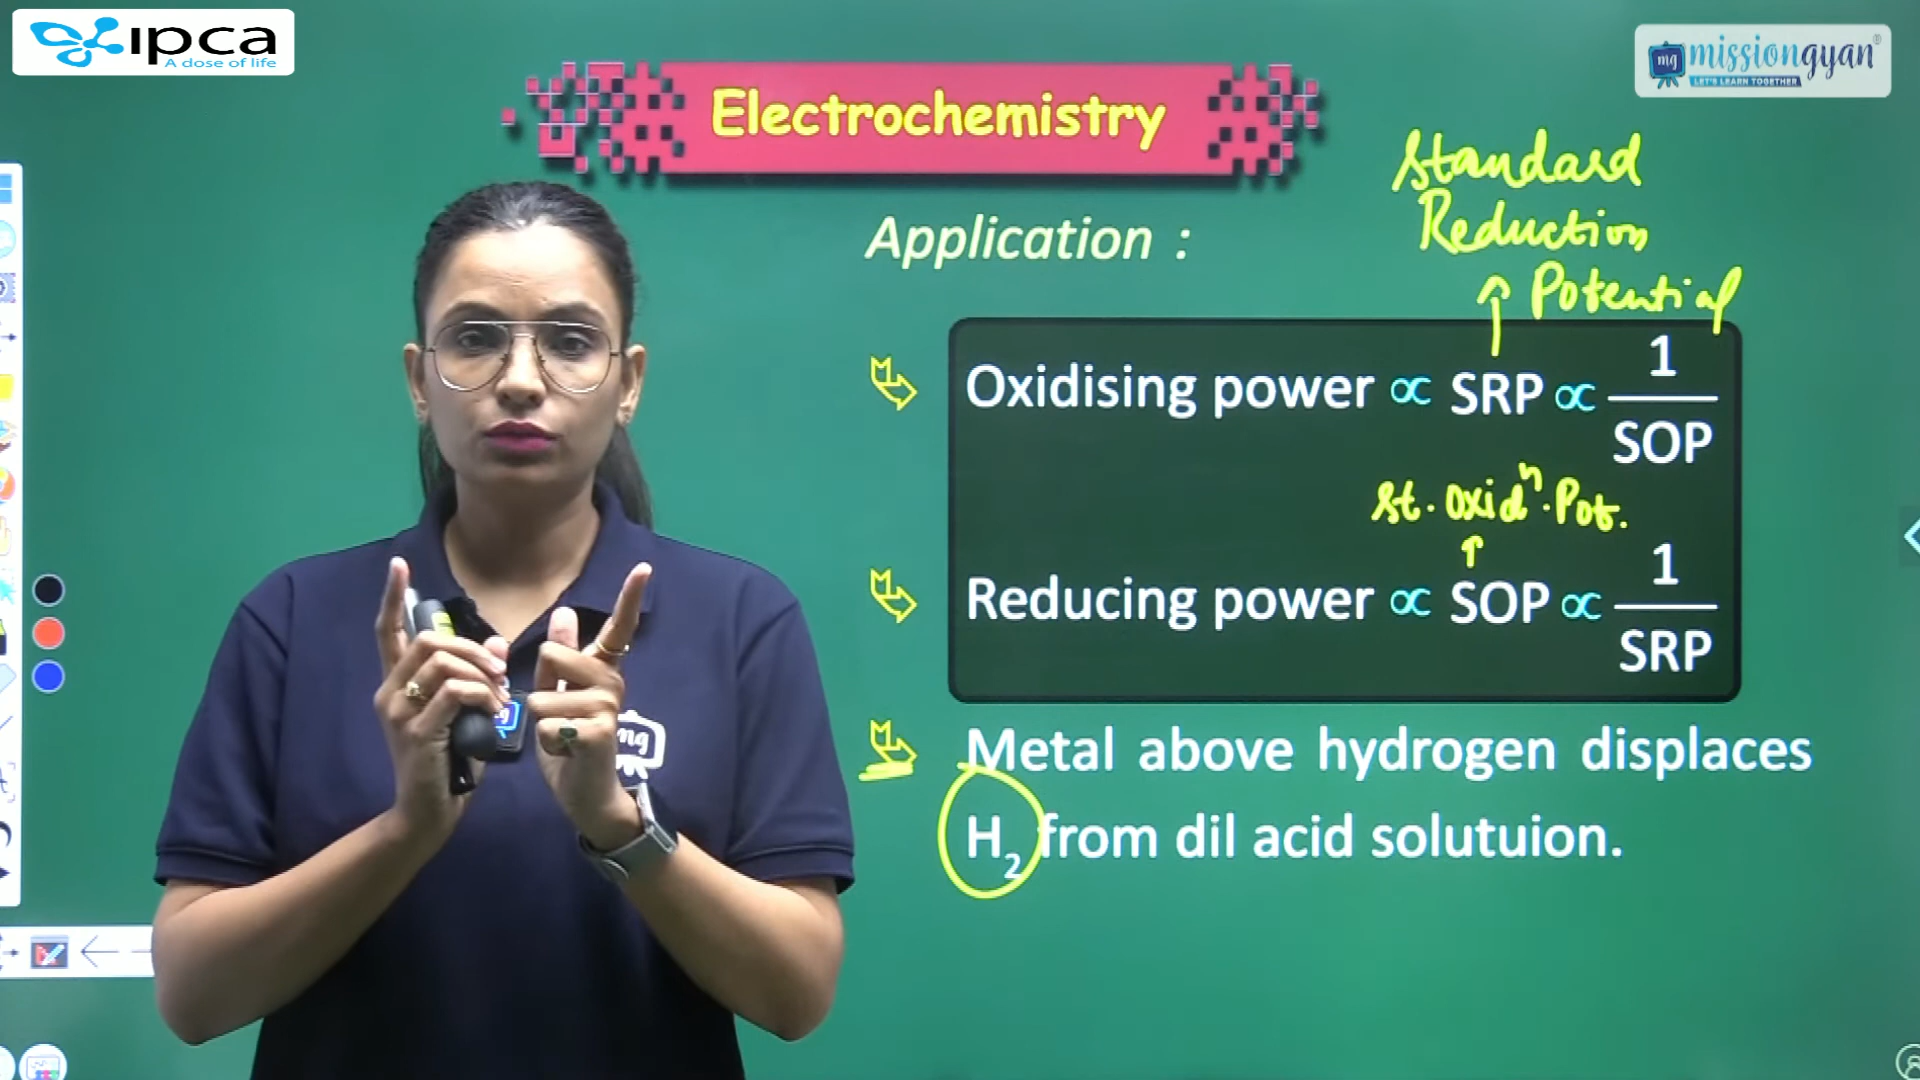 ipca
A dose of life
missiongyan
LET'S LEARN TOGETHER
Electrochemistry
Standard
Reduction
Potential
Application :
Oxidising power ∝ SRP ∝ 1/SOP
St. Oxidⁿ. Pot.
Reducing power ∝ SOP ∝ 1/SRP
Metal above hydrogen displaces
H₂ from dil acid solutuion.
mg